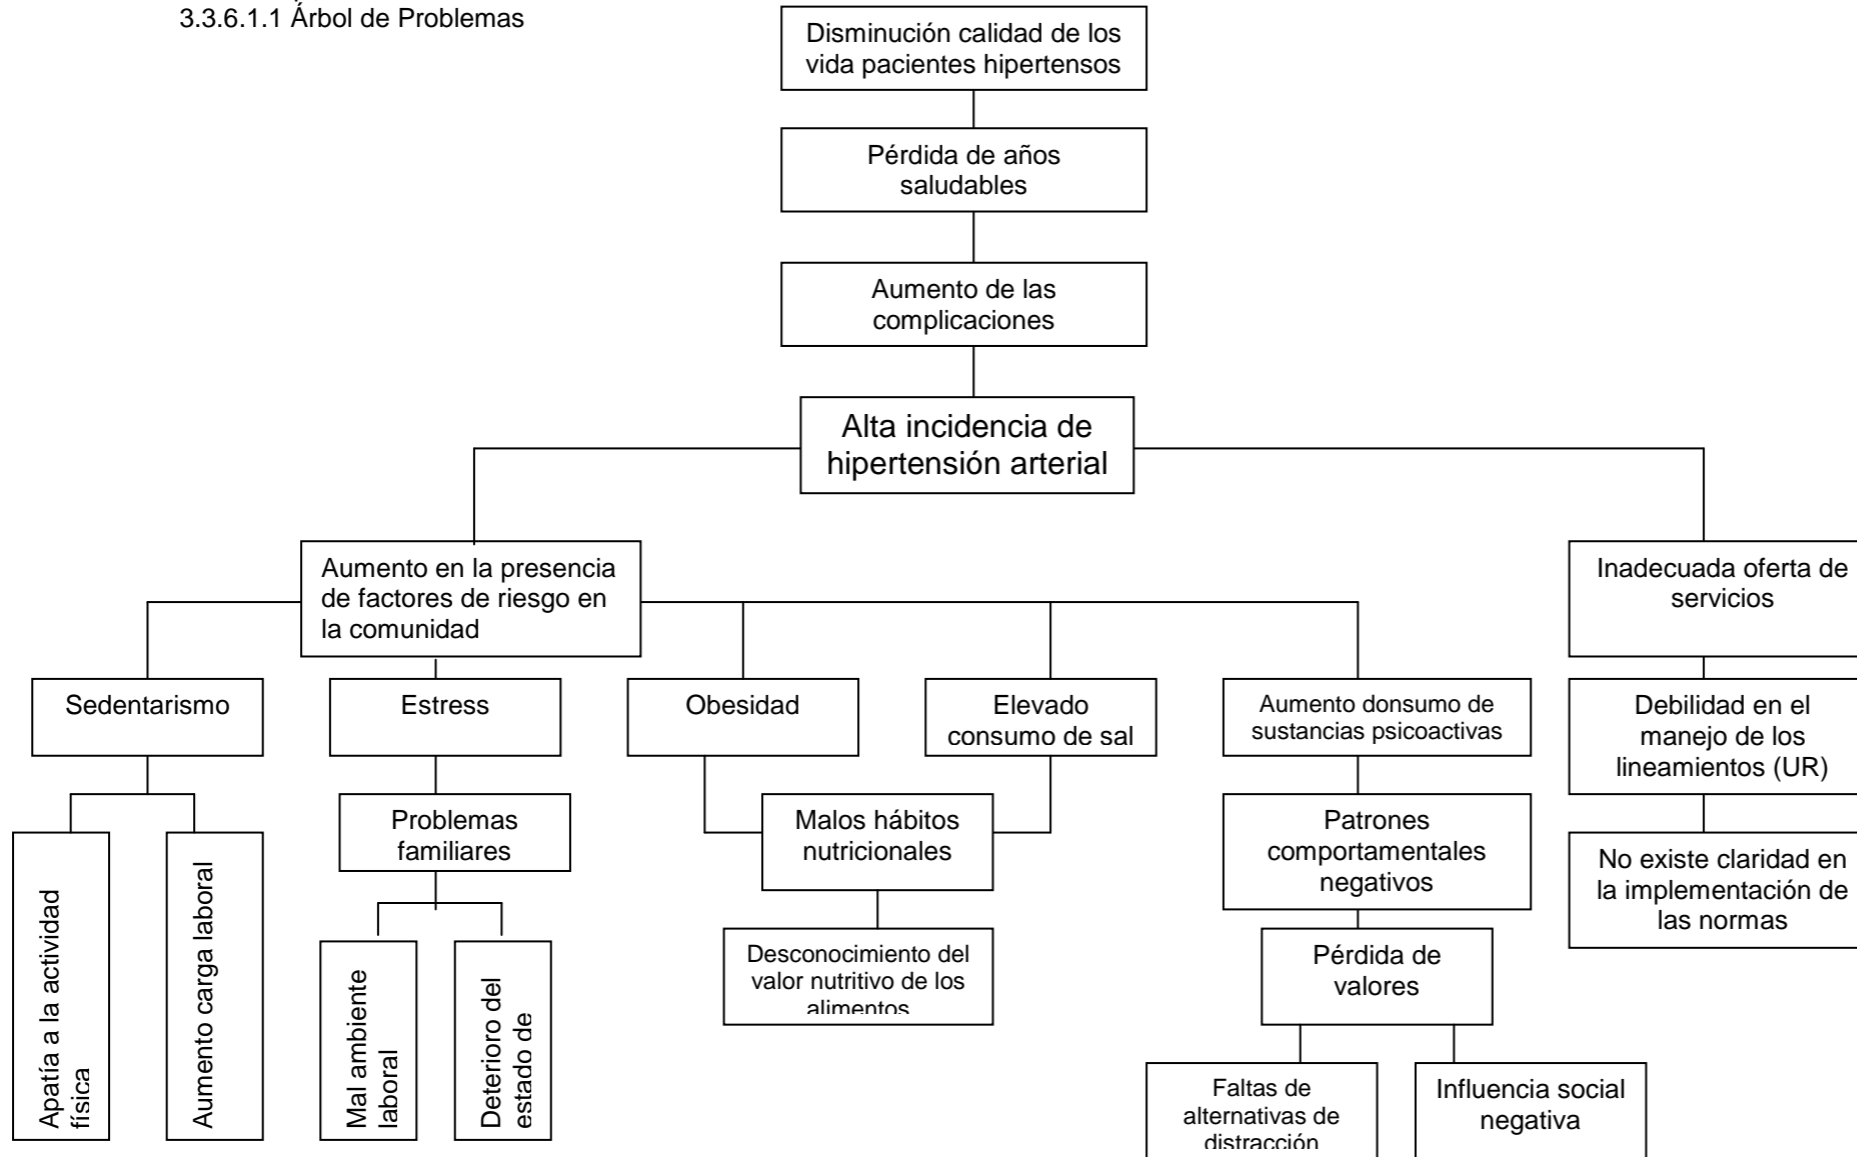 3.3.6.1.1 Árbol de Problemas
Disminución calidad de los
vida pacientes hipertensos
Pérdida de años
saludables
Aumento de las
complicaciones
Alta incidencia de
hipertensión arterial
Aumento en la presencia
de factores de riesgo en
la comunidad
Inadecuada oferta de
servicios
Sedentarismo
Estress
Obesidad
Elevado
consumo de sal
Aumento donsumo de
sustancias psicoactivas
Debilidad en el
manejo de los
lineamientos (UR)
Problemas
familiares
Malos hábitos
nutricionales
Patrones
comportamentales
negativos
No existe claridad en
la implementación de
las normas
Apatía a la actividad
física
Aumento carga laboral
Mal ambiente
laboral
Deterioro del
estado de
Desconocimiento del
valor nutritivo de los
alimentos
Pérdida de
valores
Faltas de
alternativas de
distracción
Influencia social
negativa